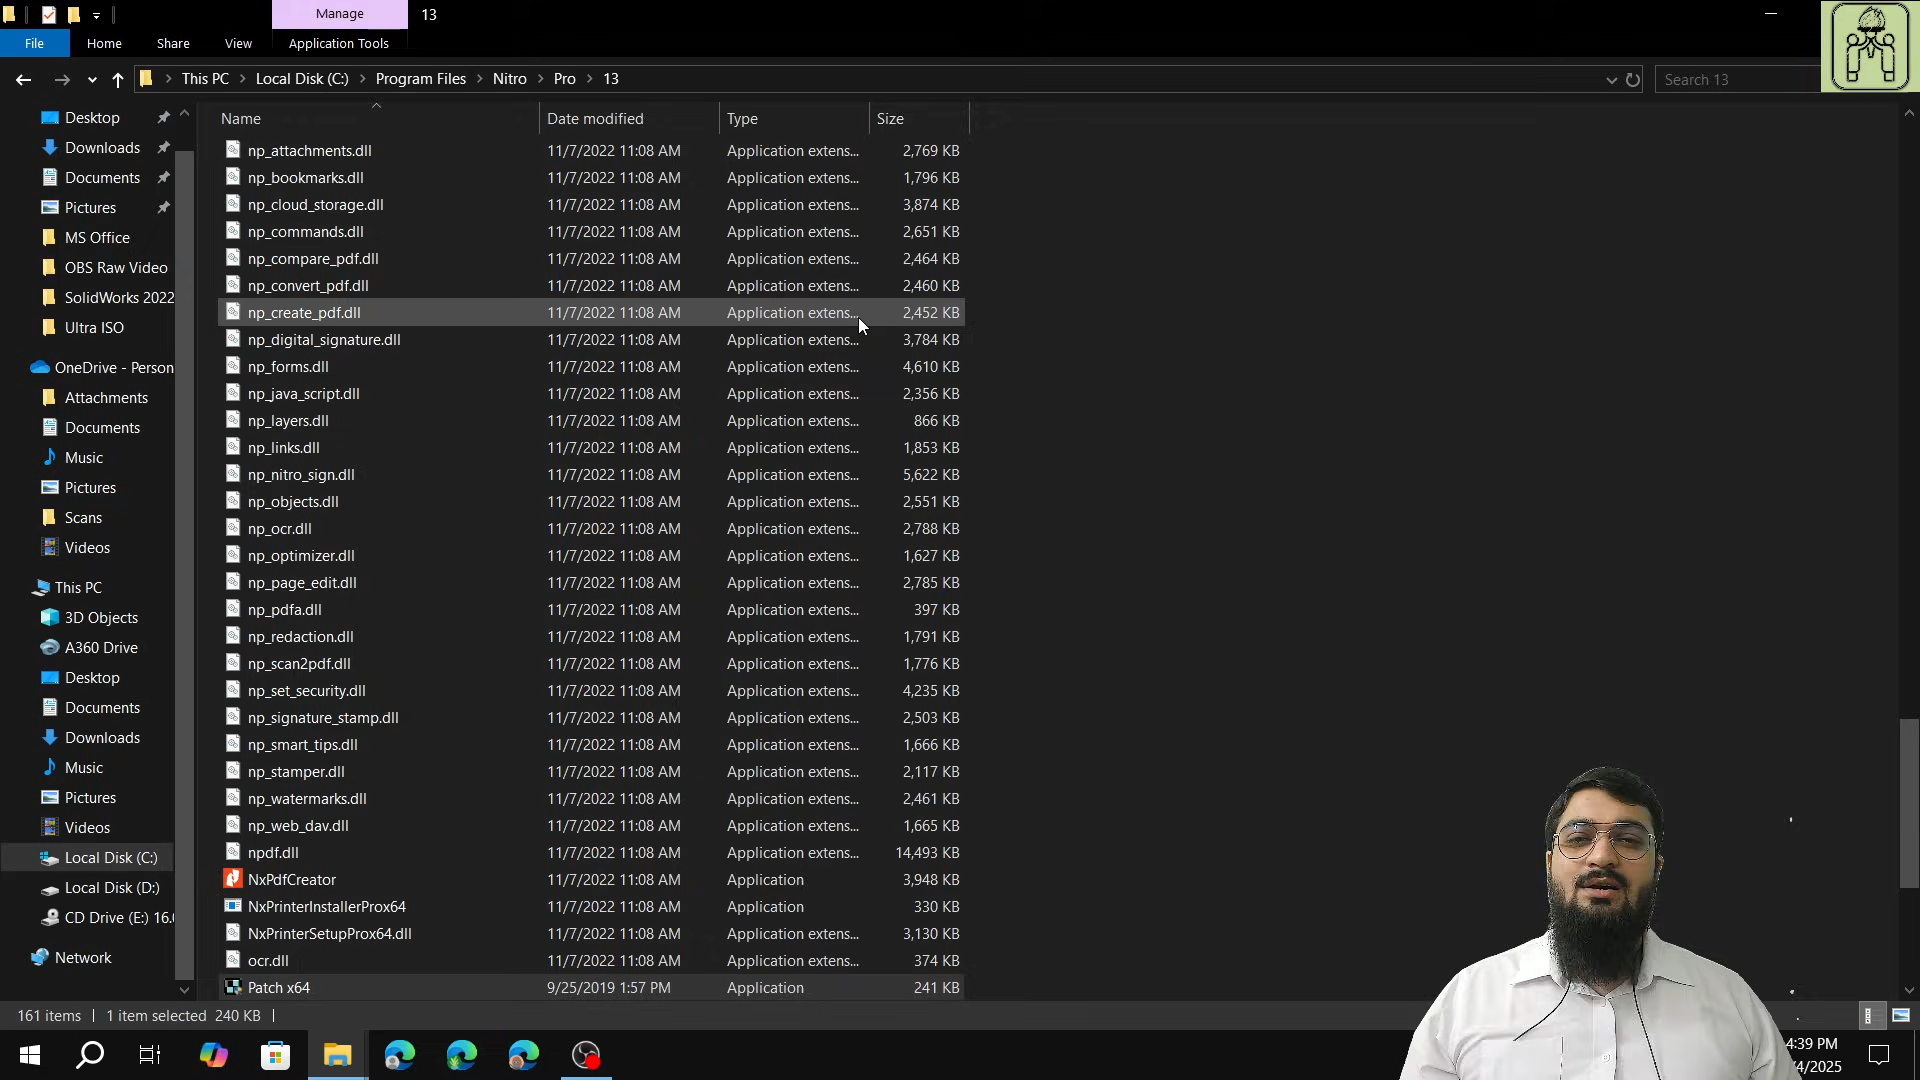 Manage
13
File
Home
Share
View
Application Tools
This PC
Local Disk (C:)
Program Files
Nitro
Pro
13
Search 13
Name
Date modified
Type
Size
Desktop
Downloads
Documents
Pictures
MS Office
OBS Raw Video
SolidWorks 2022
Ultra ISO
OneDrive - Person
Attachments
Documents
Music
Pictures
Scans
Videos
This PC
3D Objects
A360 Drive
Desktop
Documents
Downloads
Music
Pictures
Videos
Local Disk (C:)
Local Disk (D:)
CD Drive (E:) 16.
Network
np_attachments.dll 11/7/2022 11:08 AM Application extens... 2,769 KB
np_bookmarks.dll 11/7/2022 11:08 AM Application extens... 1,796 KB
np_cloud_storage.dll 11/7/2022 11:08 AM Application extens... 3,874 KB
np_commands.dll 11/7/2022 11:08 AM Application extens... 2,651 KB
np_compare_pdf.dll 11/7/2022 11:08 AM Application extens... 2,464 KB
np_convert_pdf.dll 11/7/2022 11:08 AM Application extens... 2,460 KB
np_create_pdf.dll 11/7/2022 11:08 AM Application extens... 2,452 KB
np_digital_signature.dll 11/7/2022 11:08 AM Application extens... 3,784 KB
np_forms.dll 11/7/2022 11:08 AM Application extens... 4,610 KB
np_java_script.dll 11/7/2022 11:08 AM Application extens... 2,356 KB
np_layers.dll 11/7/2022 11:08 AM Application extens... 866 KB
np_links.dll 11/7/2022 11:08 AM Application extens... 1,853 KB
np_nitro_sign.dll 11/7/2022 11:08 AM Application extens... 5,622 KB
np_objects.dll 11/7/2022 11:08 AM Application extens... 2,551 KB
np_ocr.dll 11/7/2022 11:08 AM Application extens... 2,788 KB
np_optimizer.dll 11/7/2022 11:08 AM Application extens... 1,627 KB
np_page_edit.dll 11/7/2022 11:08 AM Application extens... 2,785 KB
np_pdfa.dll 11/7/2022 11:08 AM Application extens... 397 KB
np_redaction.dll 11/7/2022 11:08 AM Application extens... 1,791 KB
np_scan2pdf.dll 11/7/2022 11:08 AM Application extens... 1,776 KB
np_set_security.dll 11/7/2022 11:08 AM Application extens... 4,235 KB
np_signature_stamp.dll 11/7/2022 11:08 AM Application extens... 2,503 KB
np_smart_tips.dll 11/7/2022 11:08 AM Application extens... 1,666 KB
np_stamper.dll 11/7/2022 11:08 AM Application extens... 2,117 KB
np_watermarks.dll 11/7/2022 11:08 AM Application extens... 2,461 KB
np_web_dav.dll 11/7/2022 11:08 AM Application extens... 1,665 KB
npdf.dll 11/7/2022 11:08 AM Application extens... 14,493 KB
NxPdfCreator 11/7/2022 11:08 AM Application 3,948 KB
NxPrinterInstallerProx64 11/7/2022 11:08 AM Application 330 KB
NxPrinterSetupProx64.dll 11/7/2022 11:08 AM Application extens... 3,130 KB
ocr.dll 11/7/2022 11:08 AM Application extens... 374 KB
Patch x64 9/25/2019 1:57 PM Application 241 KB
161 items
1 item selected 240 KB
4:39 PM
/4/2025